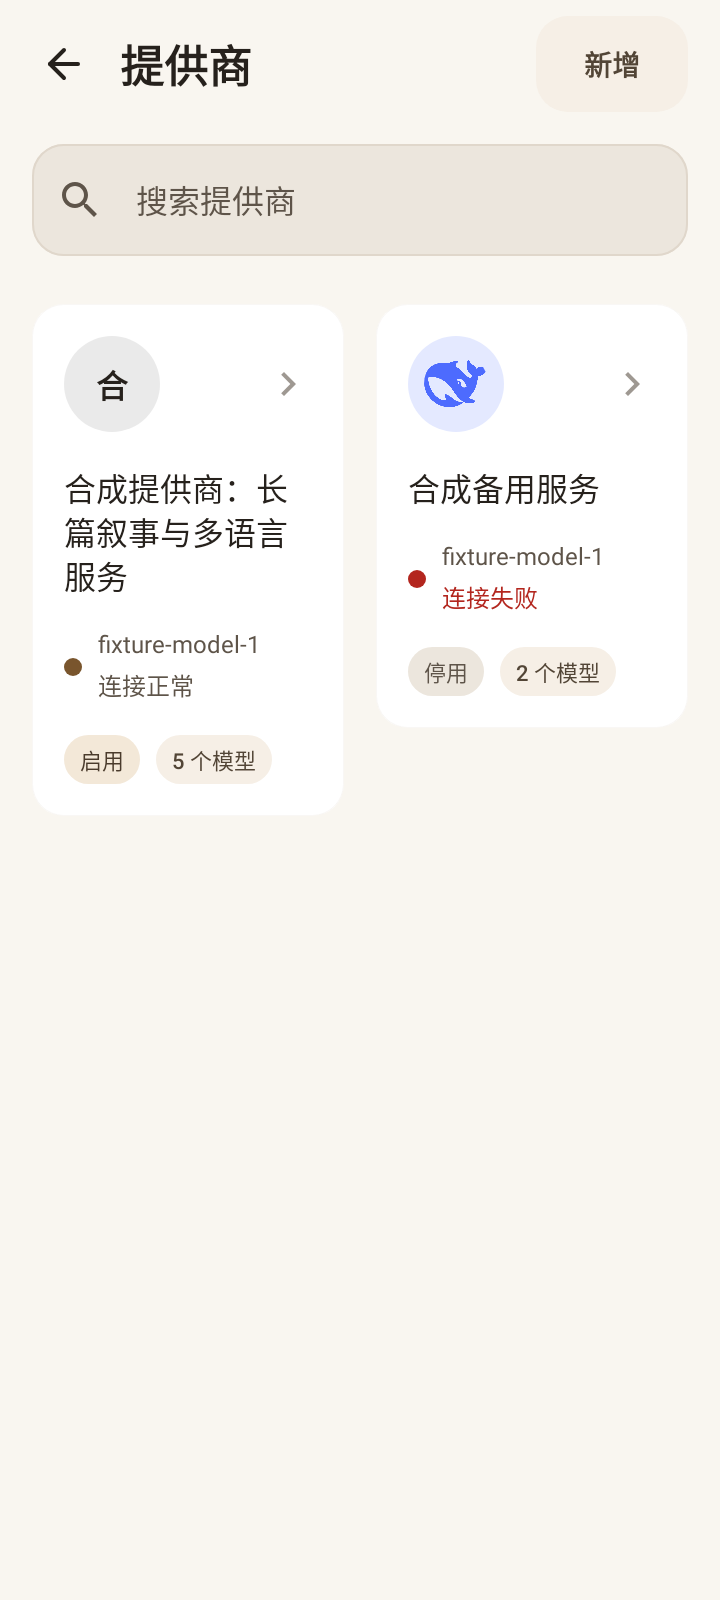 提供商
新增
搜索提供商
合
合成提供商：长
篇叙事与多语言
服务
fixture-model-1
连接正常
启用
5 个模型
合成备用服务
fixture-model-1
连接失败
停用
2 个模型